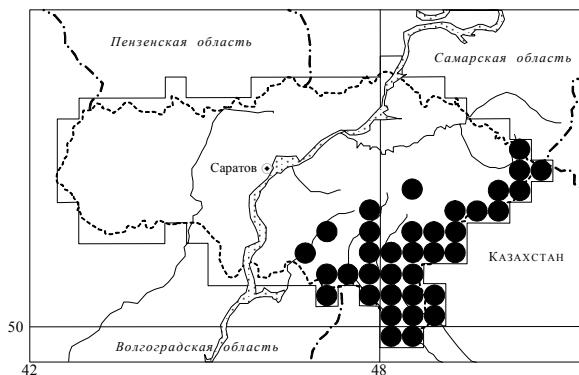 Пензенская область
Самарская область
Саратов
КАЗАХСТАН
50
Волгоградская область
42
48